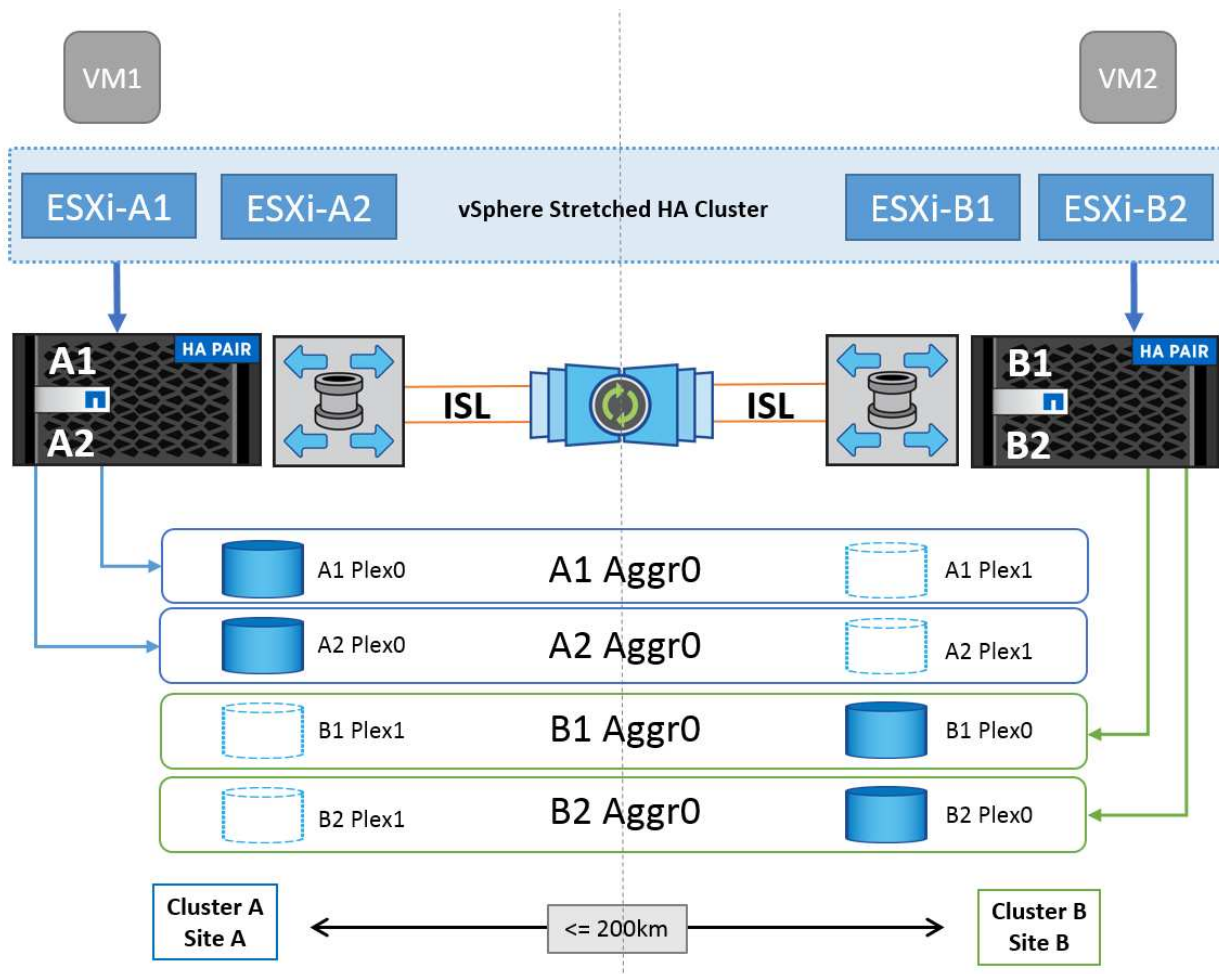 VM1
VM2
ESXi-A1
ESXi-A2
vSphere Stretched HA Cluster
ESXi-B1
ESXi-B2
A1
HA PAIR
A2
ISL
ISL
B1
HA PAIR
B2
A1 Plex0
A1 Aggr0
A1 Plex1
A2 Plex0
A2 Aggr0
A2 Plex1
B1 Plex1
B1 Aggr0
B1 Plex0
B2 Plex1
B2 Aggr0
B2 Plex0
Cluster A
Site A
<= 200km
Cluster B
Site B